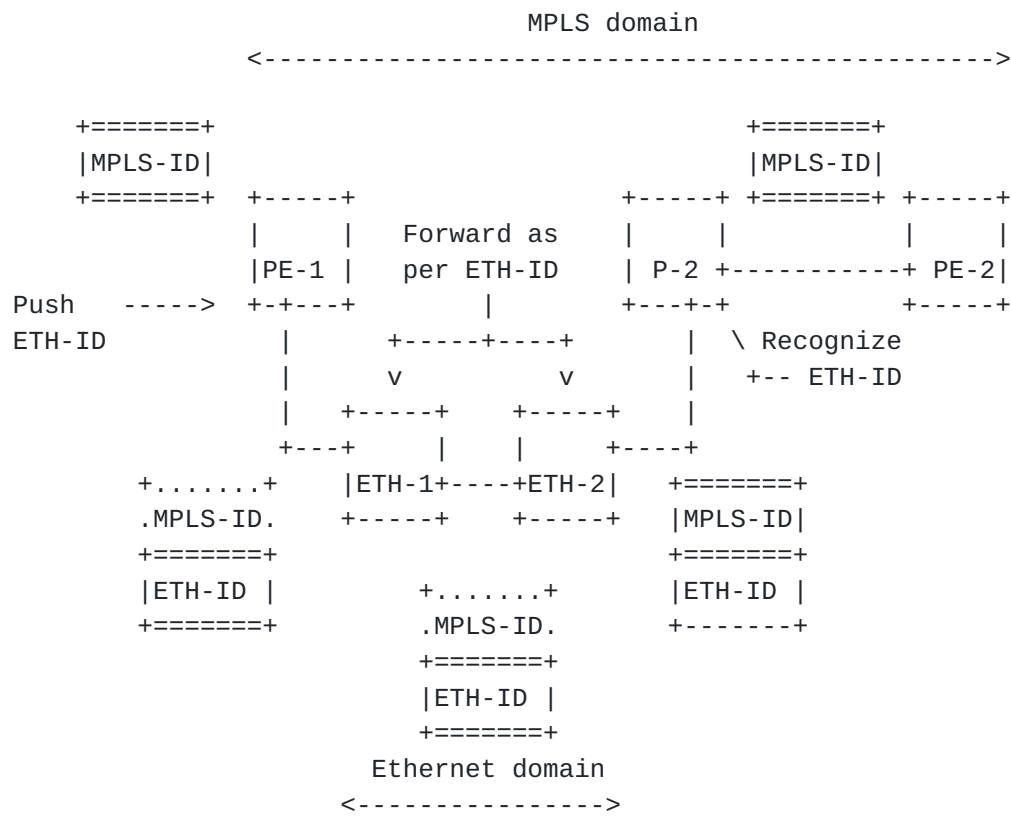 MPLS domain
               <----------------------------------------------->

    +=======+                                  +=======+
    |MPLS-ID|                                  |MPLS-ID|
    +=======+  +-----+                 +-----+ +=======+ +-----+
               |     |   Forward as    |     |           |     |
               |PE-1 |   per ETH-ID    | P-2 +-----------+ PE-2|
Push   ----->  +-+---+        |        +---+-+           +-----+
ETH-ID           |      +-----+----+       |  \ Recognize
                 |      v          v       |   +-- ETH-ID
                 |   +-----+    +-----+    |
                 +---+     |    |     +----+
        +.......+    |ETH-1+----+ETH-2|   +=======+
        .MPLS-ID.    +-----+    +-----+   |MPLS-ID|
        +=======+                         +=======+
        |ETH-ID |         +.......+       |ETH-ID |
        +=======+         .MPLS-ID.       +-------+
                          +=======+
                          |ETH-ID |
                          +=======+
                       Ethernet domain
                     <---------------->